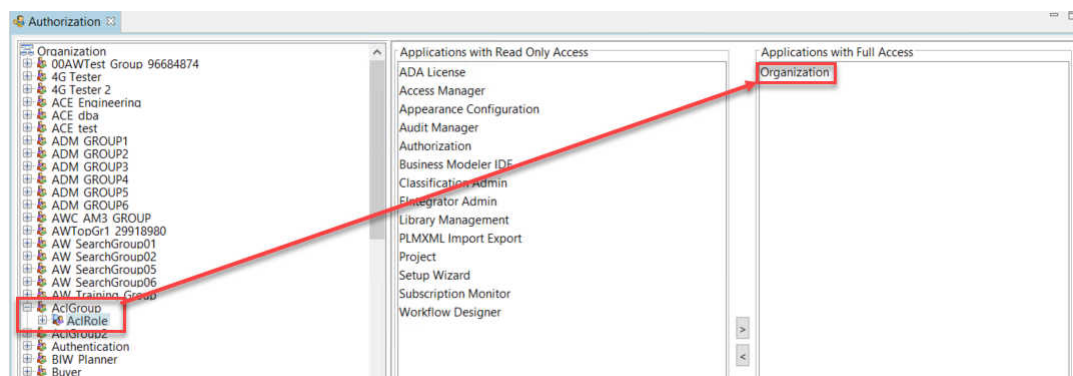 Authorization
Organization
00AWTest Group 96684874
4G Tester
4G Tester 2
ACE Engineering
ACE dba
ACE test
ADM GROUP1
ADM GROUP2
ADM GROUP3
ADM GROUP4
ADM GROUP5
ADM GROUP6
AWC AM3 GROUP
AWTopGr1 29918980
AW SearchGroup01
AW SearchGroup02
AW SearchGroup05
AW SearchGroup06
AW Training Group
AclGroup
AclRole
AclGroup2
Authentication
BIW Planner
Buyer
Applications with Read Only Access
ADA License
Access Manager
Appearance Configuration
Audit Manager
Authorization
Business Modeler IDE
Classification Admin
eIntegrator Admin
Library Management
PLMXML Import Export
Project
Setup Wizard
Subscription Monitor
Workflow Designer
>
<
Applications with Full Access
Organization